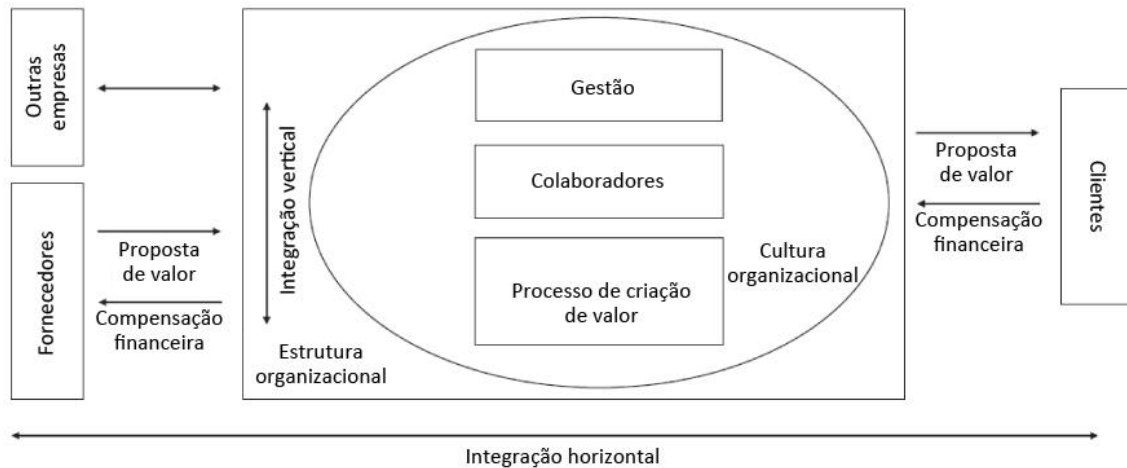 Outras
empresas
Fornecedores
Proposta
de valor
Compensação
financeira
Integração vertical
Gestão
Colaboradores
Processo de criação
de valor
Cultura
organizacional
Estrutura
organizacional
Proposta
de valor
Compensação
financeira
Clientes
Integração horizontal